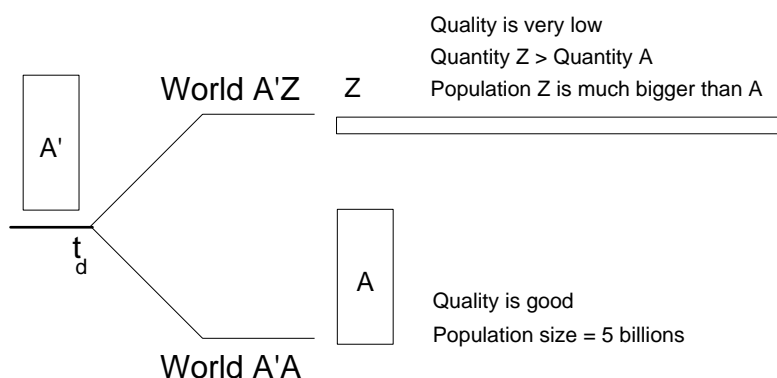 Quality is very low
Quantity Z > Quantity A
Population Z is much bigger than A
World A'Z
Z
A'
t
d
A
Quality is good
Population size = 5 billions
World A'A